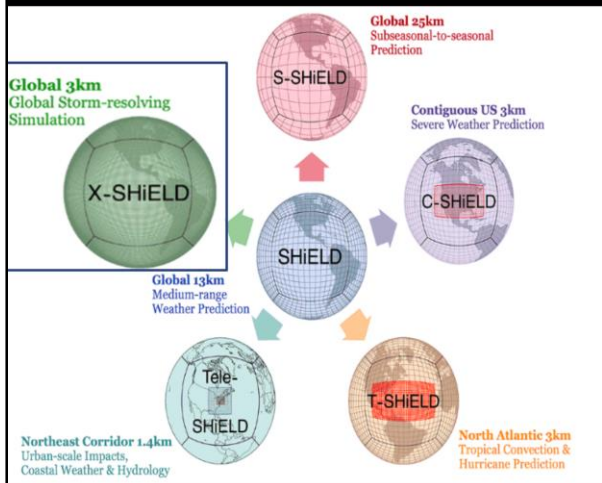 Global 25km
Subseasonal-to-seasonal
Prediction
S-SHiELD
Global 3km
Global Storm-resolving
Simulation
X-SHiELD
Contiguous US 3km
Severe Weather Prediction
C-SHiELD
SHiELD
Global 13km
Medium-range
Weather Prediction
Tele-
SHiELD
Northeast Corridor 1.4km
Urban-scale Impacts,
Coastal Weather & Hydrology
T-SHiELD
North Atlantic 3km
Tropical Convection &
Hurricane Prediction